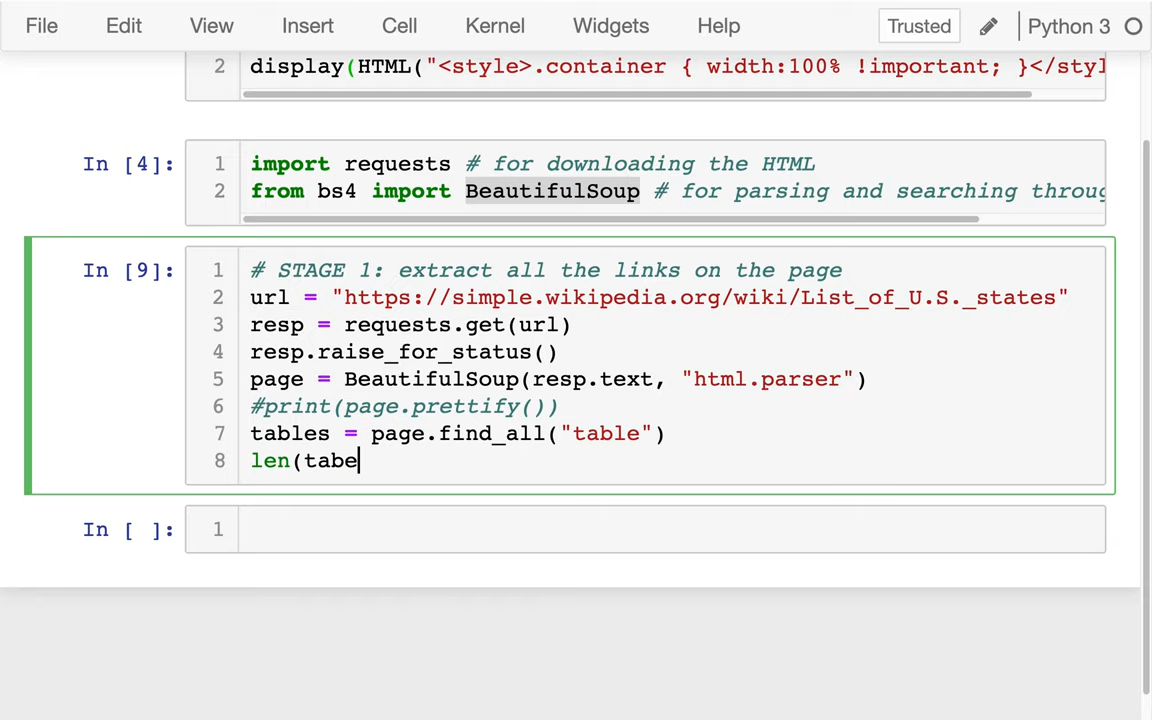 File Edit View Insert Cell Kernel Widgets Help Trusted Python 3
2 display(HTML("<style>.container { width:100% !important; }</styl
In [4]: 1 import requests # for downloading the HTML
2 from bs4 import BeautifulSoup # for parsing and searching throug
In [9]: 1 # STAGE 1: extract all the links on the page
2 url = "https://simple.wikipedia.org/wiki/List_of_U.S._states"
3 resp = requests.get(url)
4 resp.raise_for_status()
5 page = BeautifulSoup(resp.text, "html.parser")
6 #print(page.prettify())
7 tables = page.find_all("table")
8 len(tabe
In [ ]: 1